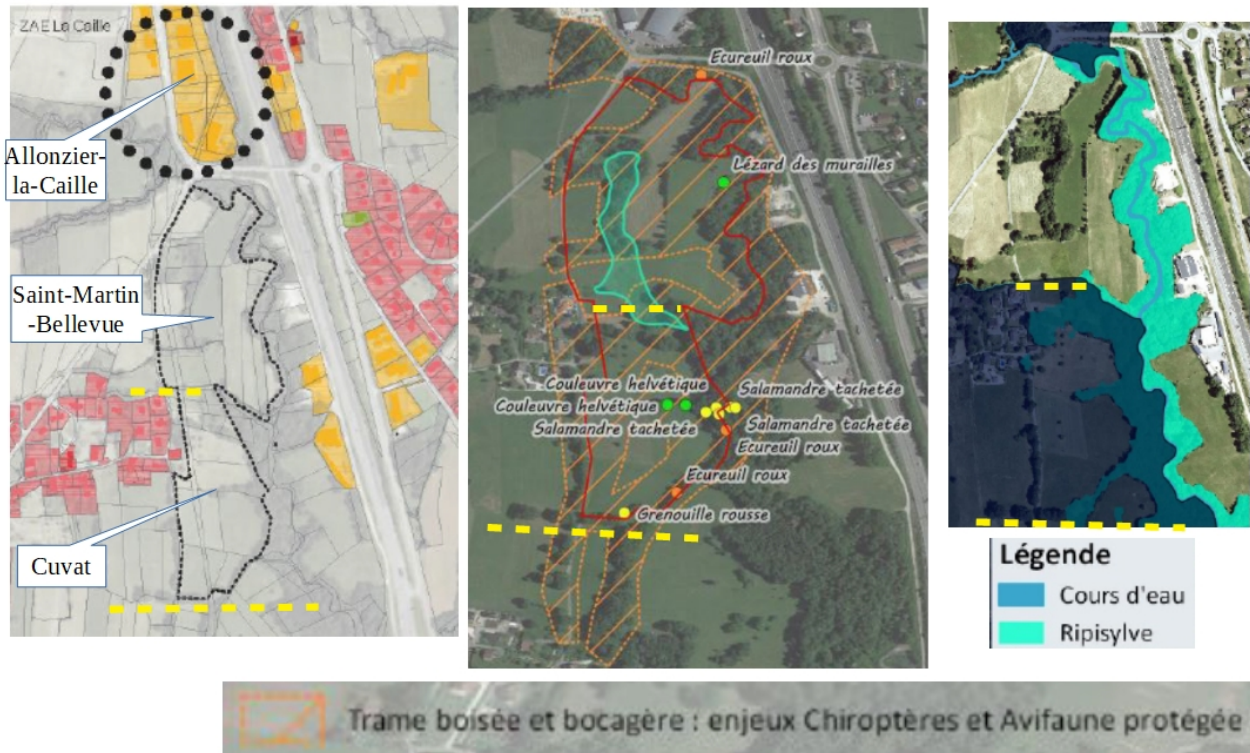 ZAE La Caille
Allonzier-
la-Caille
Saint-Martin
-Bellevue
Cuvat
Ecureuil roux
Lézard des murailles
Couleuvre helvétique
Salamandre tachetée
Couleuvre helvétique
Salamandre tachetée
Salamandre tachetée
Ecureuil roux
Ecureuil roux
Grenouille rousse
Légende
Cours d'eau
Ripisylve
Trame boisée et bocagère : enjeux Chiroptères et Avifaune protégée